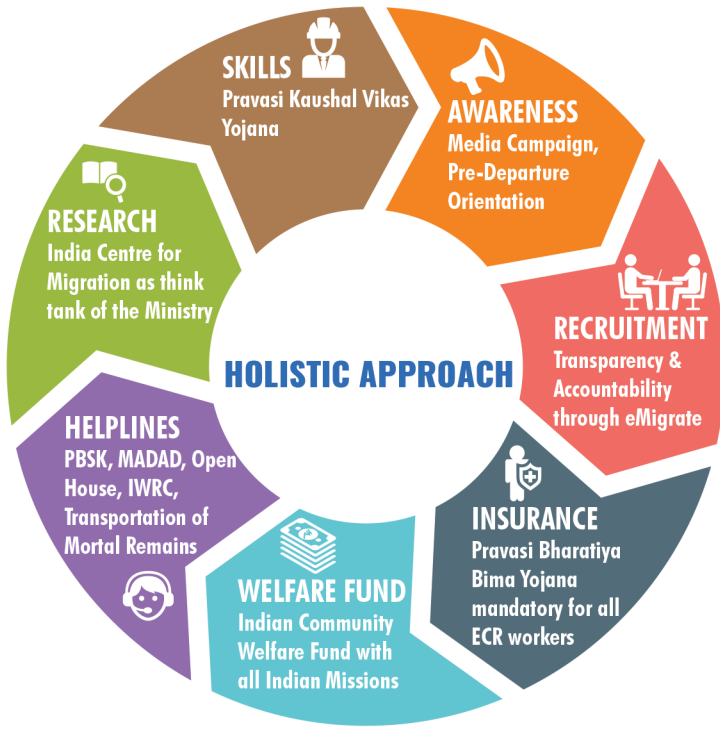 SKILLS
Pravasi Kaushal Vikas
Yojana
AWARENESS
Media Campaign,
Pre-Departure
Orientation
RECRUITMENT
Transparency &
Accountability
through eMigrate
INSURANCE
Pravasi Bharatiya
Bima Yojana
mandatory for all
ECR workers
WELFARE FUND
Indian Community
Welfare Fund with
all Indian Missions
HELPLINES
PBSK, MADAD, Open
House, IWRC,
Transportation of
Mortal Remains
RESEARCH
India Centre for
Migration as think
tank of the Ministry
HOLISTIC APPROACH